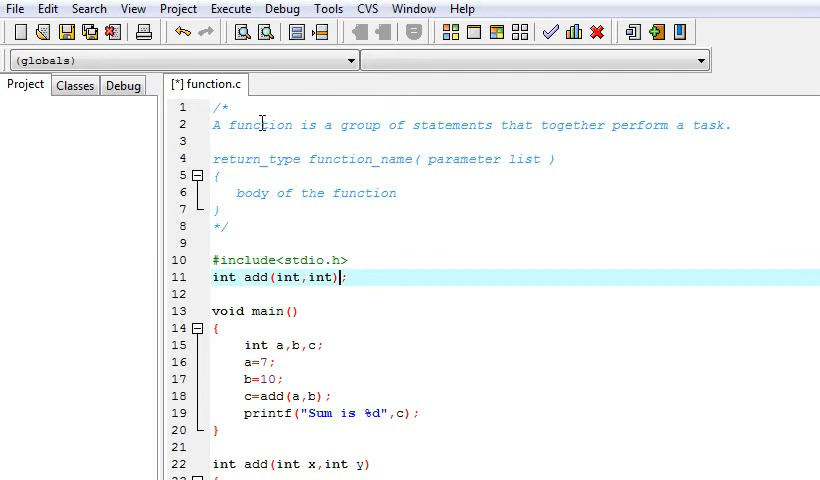 File Edit Search View Project Execute Debug Tools CVS Window Help
(globals)
Project Classes Debug [*] function.c
1 /*
2 A function is a group of statements that together perform a task.
3
4 return_type function_name( parameter list )
5 {
6 body of the function
7 }
8 */
9
10 #include<stdio.h>
11 int add(int,int);
12
13 void main()
14 {
15 int a,b,c;
16 a=7;
17 b=10;
18 c=add(a,b);
19 printf("Sum is %d",c);
20 }
21
22 int add(int x,int y)
23 {